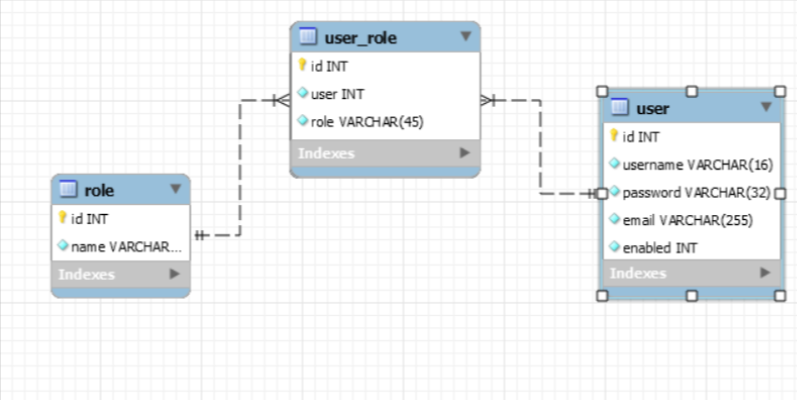 user_role
id INT
user INT
role VARCHAR(45)
Indexes
user
id INT
username VARCHAR(16)
password VARCHAR(32)
email VARCHAR(255)
enabled INT
Indexes
role
id INT
name VARCHAR...
Indexes